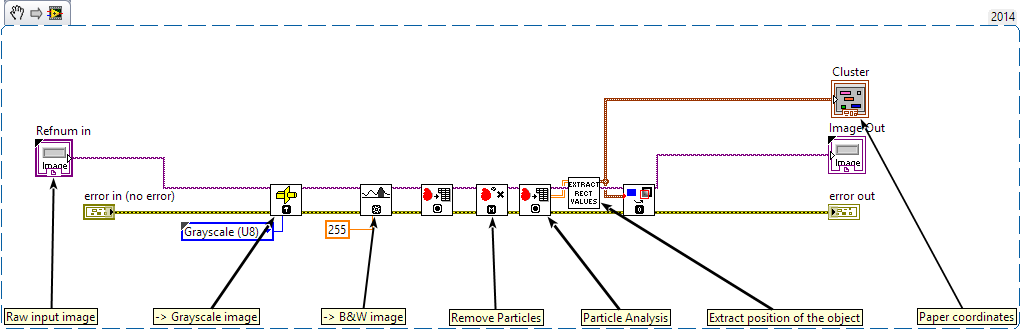 2014
Cluster
Refnum in
Image Out
Image
Image
error in (no error)
error out
EXTRACT
RECT
VALUES
Grayscale (U8)
255
Raw input image
-> Grayscale image
-> B&W image
Remove Particles
Particle Analysis
Extract position of the object
Paper coordinates